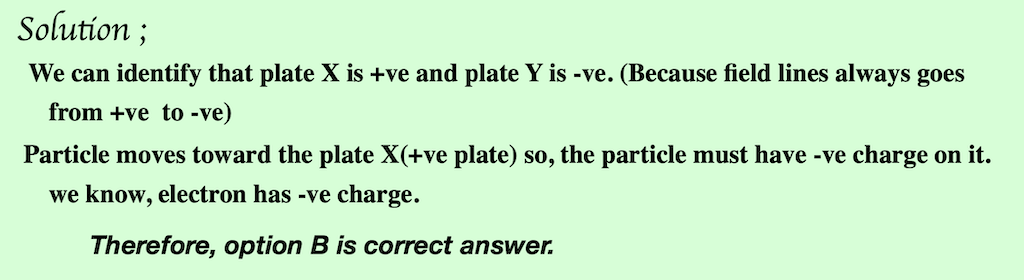 Solution ;
We can identify that plate X is +ve and plate Y is -ve. (Because field lines always goes
from +ve to -ve)
Particle moves toward the plate X(+ve plate) so, the particle must have -ve charge on it.
we know, electron has -ve charge.
Therefore, option B is correct answer.